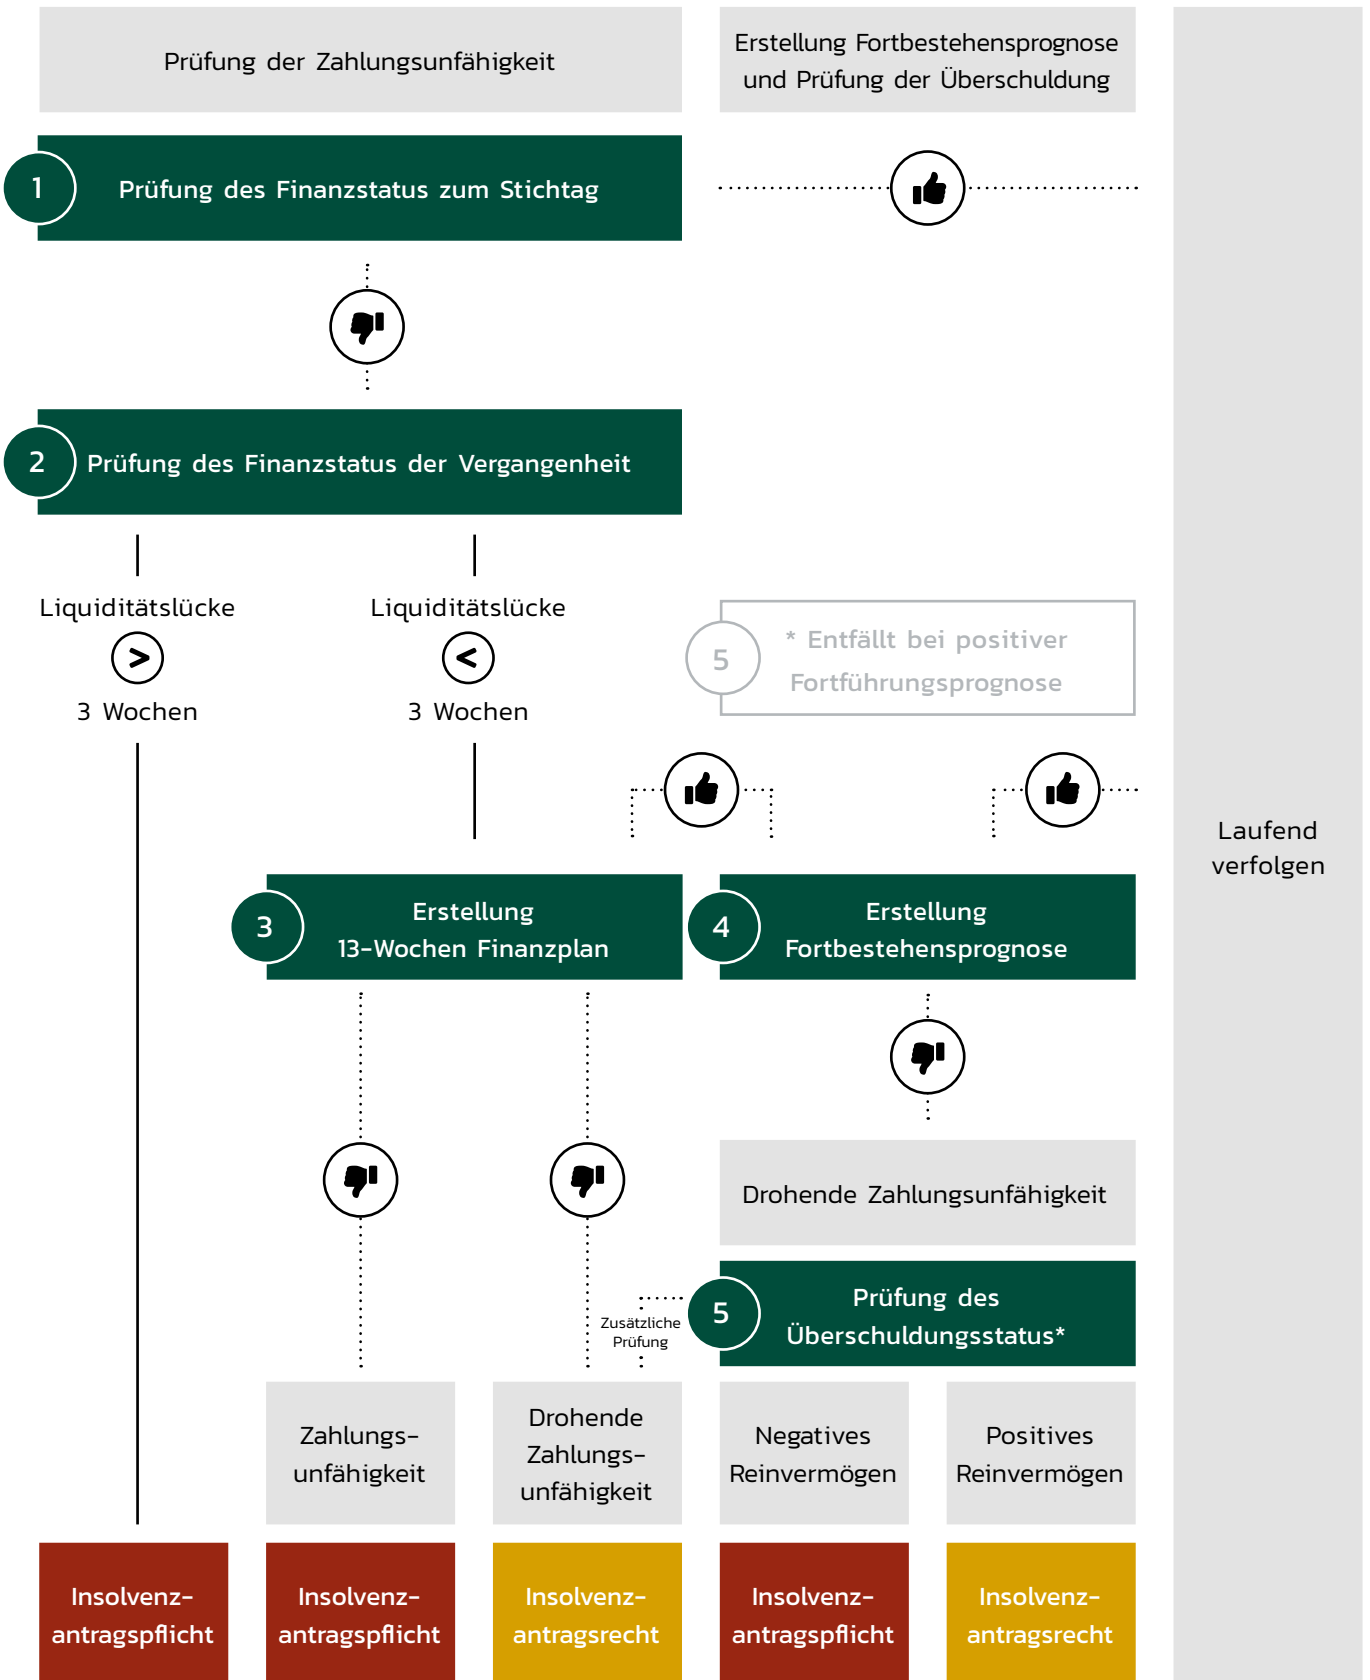 Prüfung der Zahlungsunfähigkeit
Erstellung Fortbestehensprognose
und Prüfung der Überschuldung
1
Prüfung des Finanzstatus zum Stichtag
2
Prüfung des Finanzstatus der Vergangenheit
Liquiditätslücke
>
3 Wochen
Liquiditätslücke
<
3 Wochen
5
* Entfällt bei positiver
Fortführungsprognose
Laufend
verfolgen
3
Erstellung
13-Wochen Finanzplan
4
Erstellung
Fortbestehensprognose
Drohende Zahlungsunfähigkeit
Zusätzliche
Prüfung
5
Prüfung des
Überschuldungsstatus*
Zahlungs-
unfähigkeit
Drohende
Zahlungs-
unfähigkeit
Negatives
Reinvermögen
Positives
Reinvermögen
Insolvenz-
antragspflicht
Insolvenz-
antragspflicht
Insolvenz-
antragsrecht
Insolvenz-
antragspflicht
Insolvenz-
antragsrecht